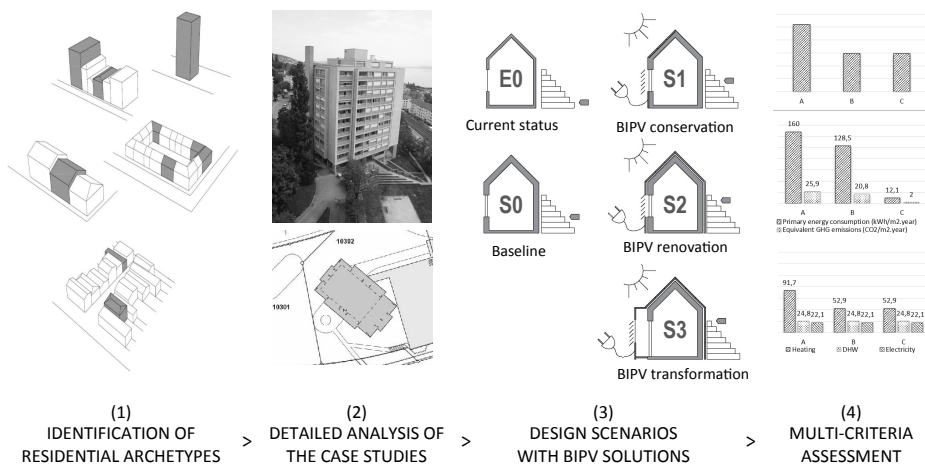 E0
Current status
S0
Baseline
S1
BIPV conservation
S2
BIPV renovation
S3
BIPV transformation
10302
10301
1
A B C
160
25,9
128,5
20,8
12,1
2
A B C
Primary energy consumption (kWh/m2.year)
Equivalent GHG emissions (CO2/m2.year)
91,7
24,8 22,1
52,9
24,8 22,1
52,9
24,8 22,1
A B C
Heating DHW Electricity
(1)
IDENTIFICATION OF
RESIDENTIAL ARCHETYPES
>
(2)
DETAILED ANALYSIS OF
THE CASE STUDIES
>
(3)
DESIGN SCENARIOS
WITH BIPV SOLUTIONS
>
(4)
MULTI-CRITERIA
ASSESSMENT